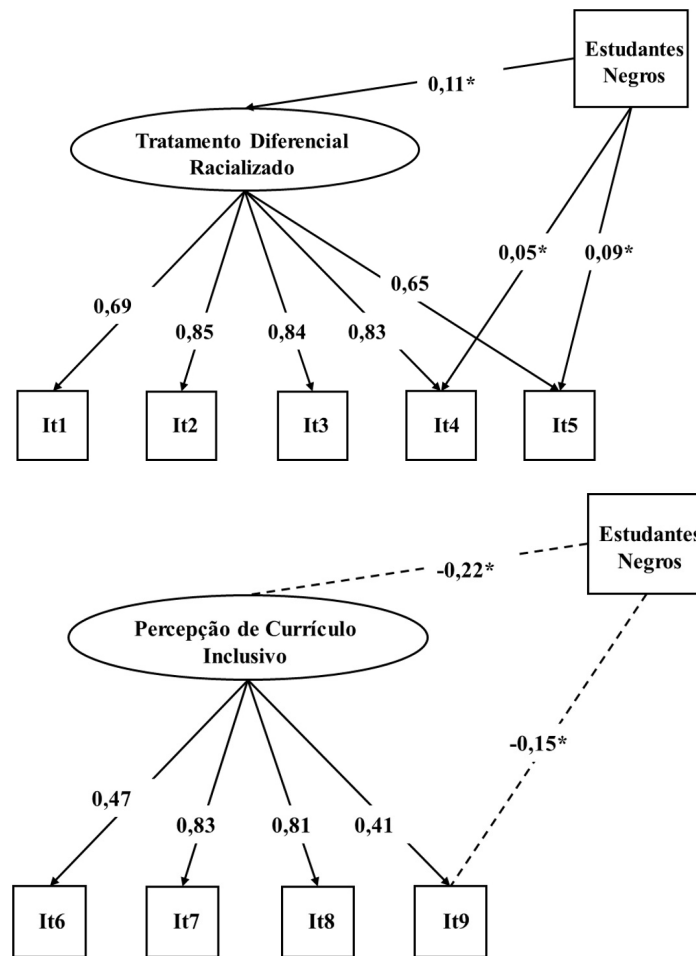 Estudantes
Negros
0,11*
Tratamento Diferencial
Racializado
0,05*
0,09*
0,65
0,69
0,85
0,84
0,83
It1
It2
It3
It4
It5
Estudantes
Negros
-0,22*
Percepção de Currículo
Inclusivo
-0,15*
0,47
0,83
0,81
0,41
It6
It7
It8
It9